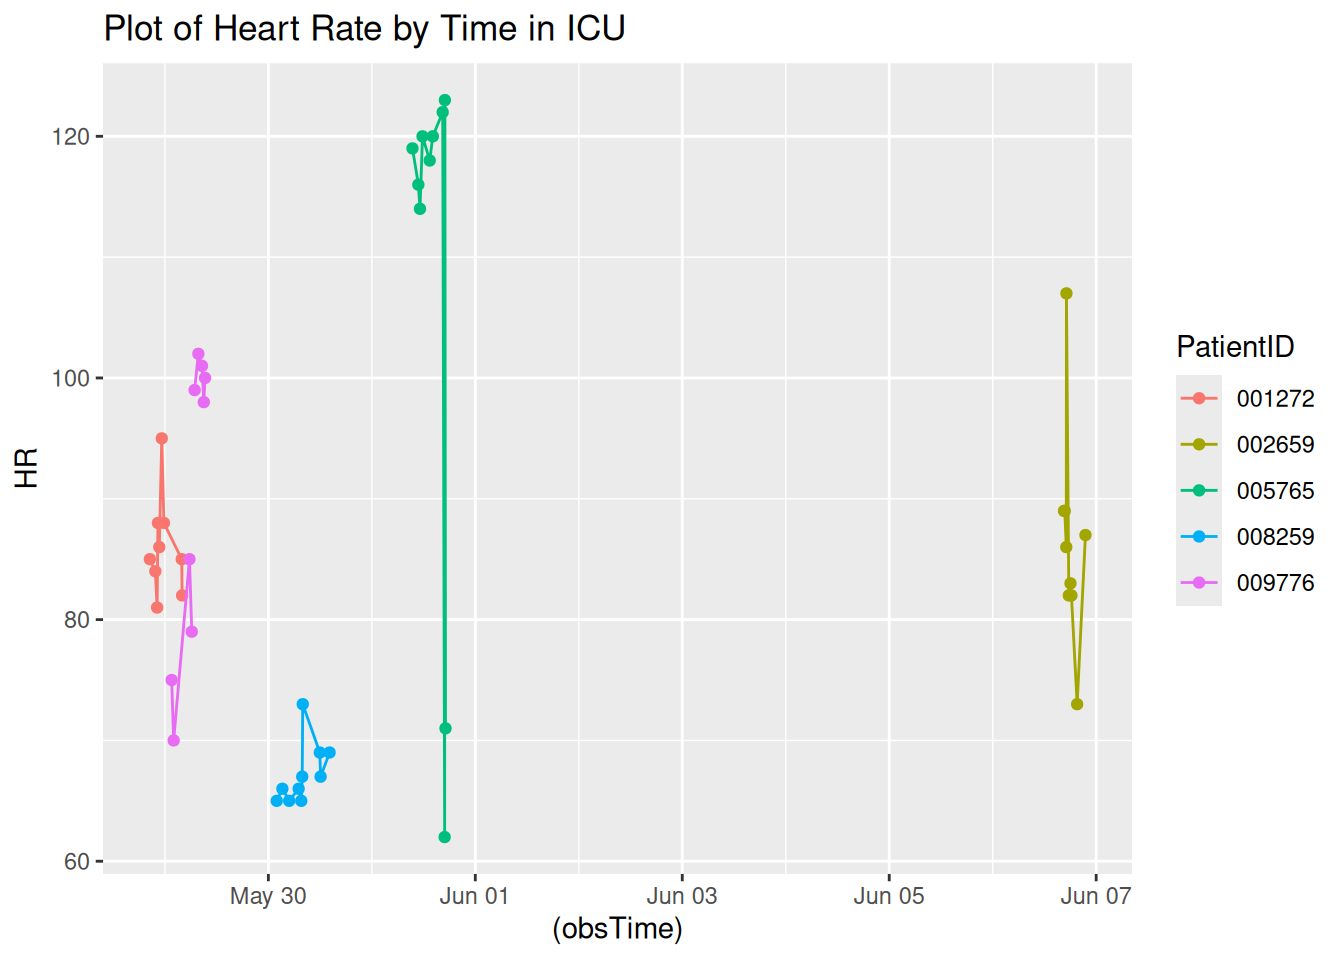 Plot of Heart Rate by Time in ICU
HR
120
100
80
60
May 30
Jun 01
Jun 03
Jun 05
Jun 07
(obsTime)
PatientID
001272
002659
005765
008259
009776